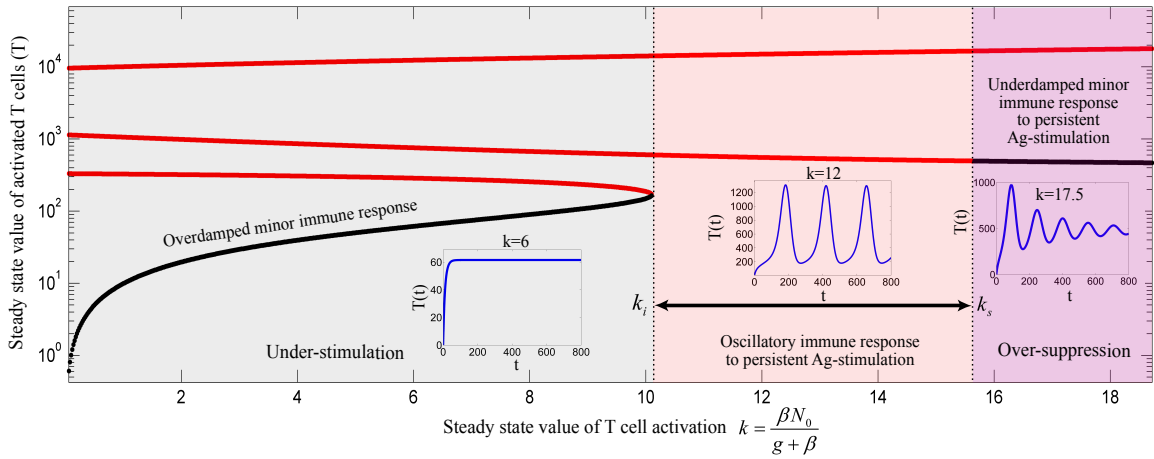 Steady state value of activated T cells (T)
10^4
10^3
10^2
10^1
10^0
Overdamped minor immune response
Under-stimulation
k=6
T(t)
60
40
20
0
0 200 400 600 800
t
k_i
k=12
T(t)
1200
1000
800
600
400
200
0 200 400 600 800
t
Oscillatory immune response
to persistent Ag-stimulation
Underdamped minor
immune response
to persistent
Ag-stimulation
k=17.5
T(t)
1000
500
0
0 200 400 600 800
t
k_s
Over-suppression
2 4 6 8 10 12 14 16 18
Steady state value of T cell activation k = βN_0 / (g + β)